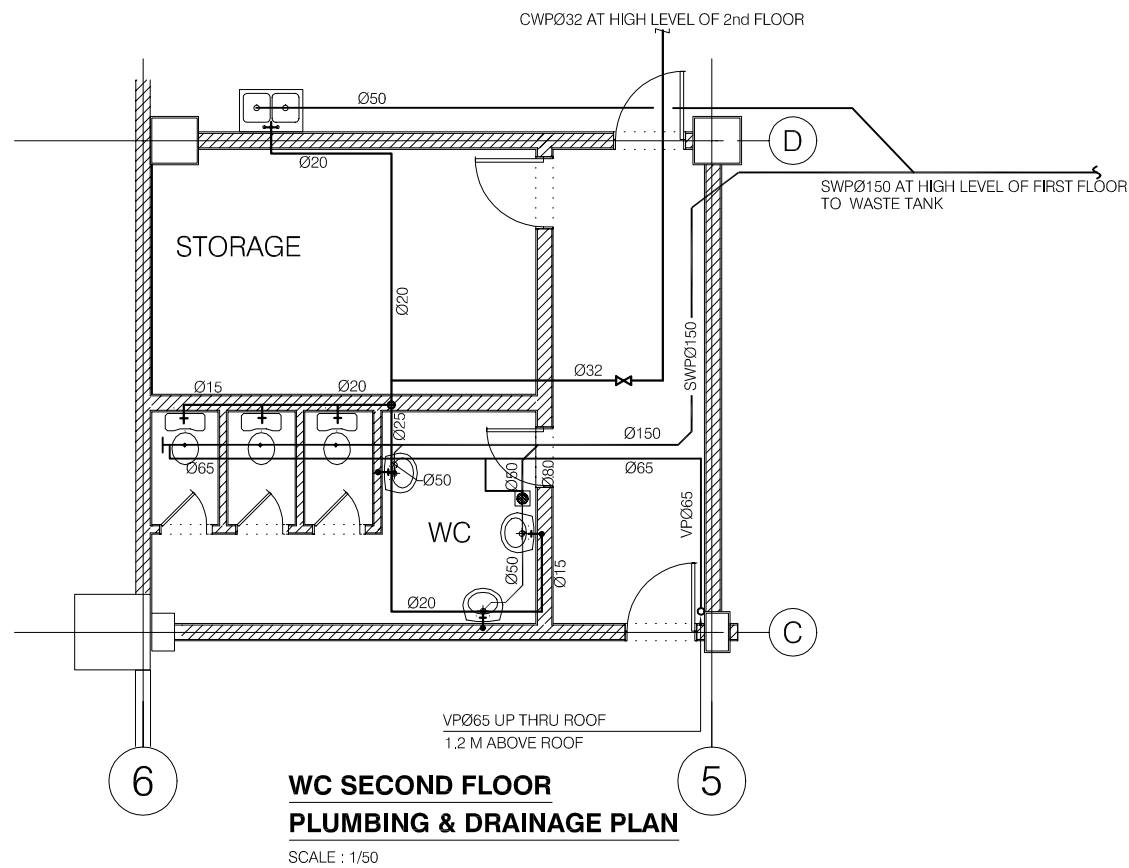 CWPØ32 AT HIGH LEVEL OF 2nd FLOOR
Ø50
D
Ø20
SWPØ150 AT HIGH LEVEL OF FIRST FLOOR
TO WASTE TANK
STORAGE
Ø20
SWPØ150
Ø32
Ø15
Ø20
Ø25
Ø150
Ø65
Ø50
Ø50
Ø80
Ø65
VPØ65
WC
Ø50
Ø15
Ø20
C
VPØ65 UP THRU ROOF
1.2 M ABOVE ROOF
6
5
WC SECOND FLOOR
PLUMBING & DRAINAGE PLAN
SCALE : 1/50